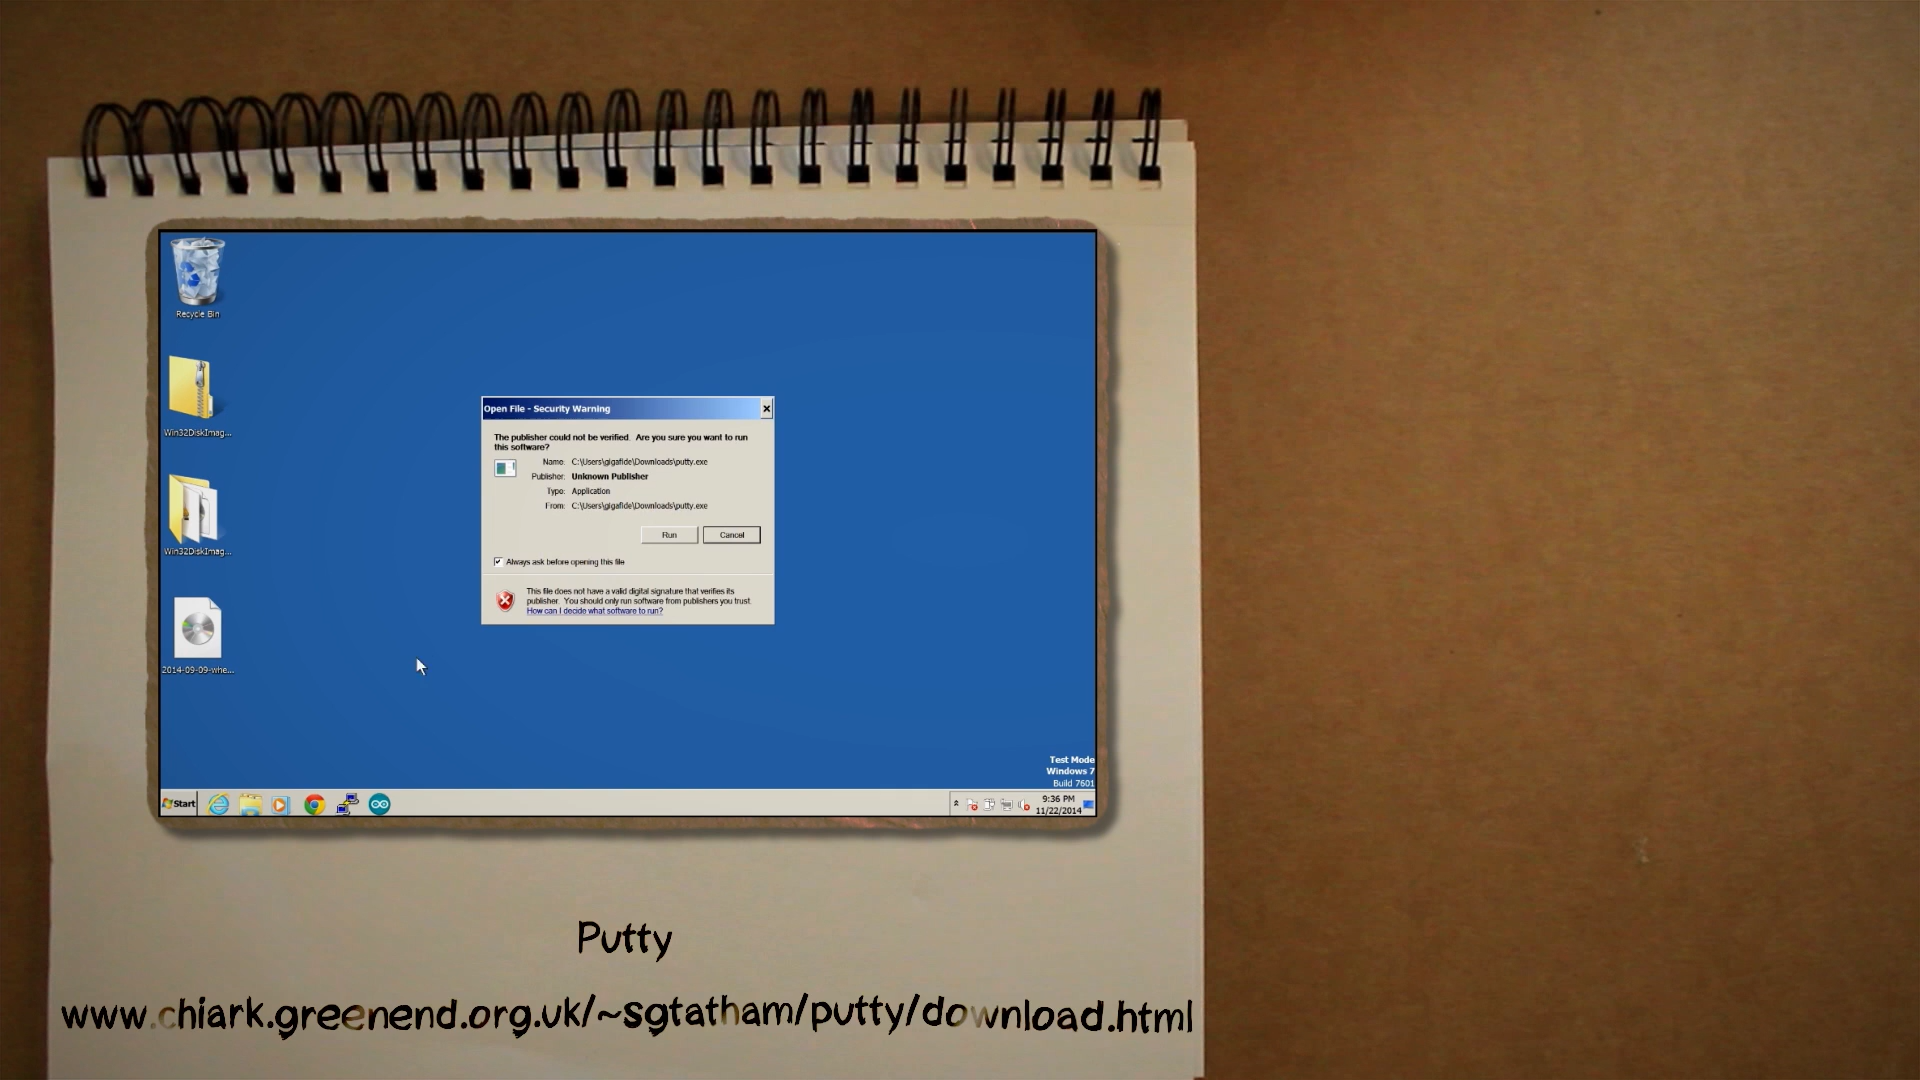 Recycle Bin
Win32DiskImag...
Win32DiskImag...
2014-09-09-whe...
Open File - Security Warning
The publisher could not be verified. Are you sure you want to run
this software?
Name: C:\Users\gigafide\Downloads\putty.exe
Publisher: Unknown Publisher
Type: Application
From: C:\Users\gigafide\Downloads\putty.exe
Run Cancel
Always ask before opening this file
This file does not have a valid digital signature that verifies its
publisher. You should only run software from publishers you trust.
How can I decide what software to run?
Test Mode
Windows 7
Build 7601
Start
9:36 PM
11/22/2014
Putty
www.chiark.greenend.org.uk/~sgtatham/putty/download.html